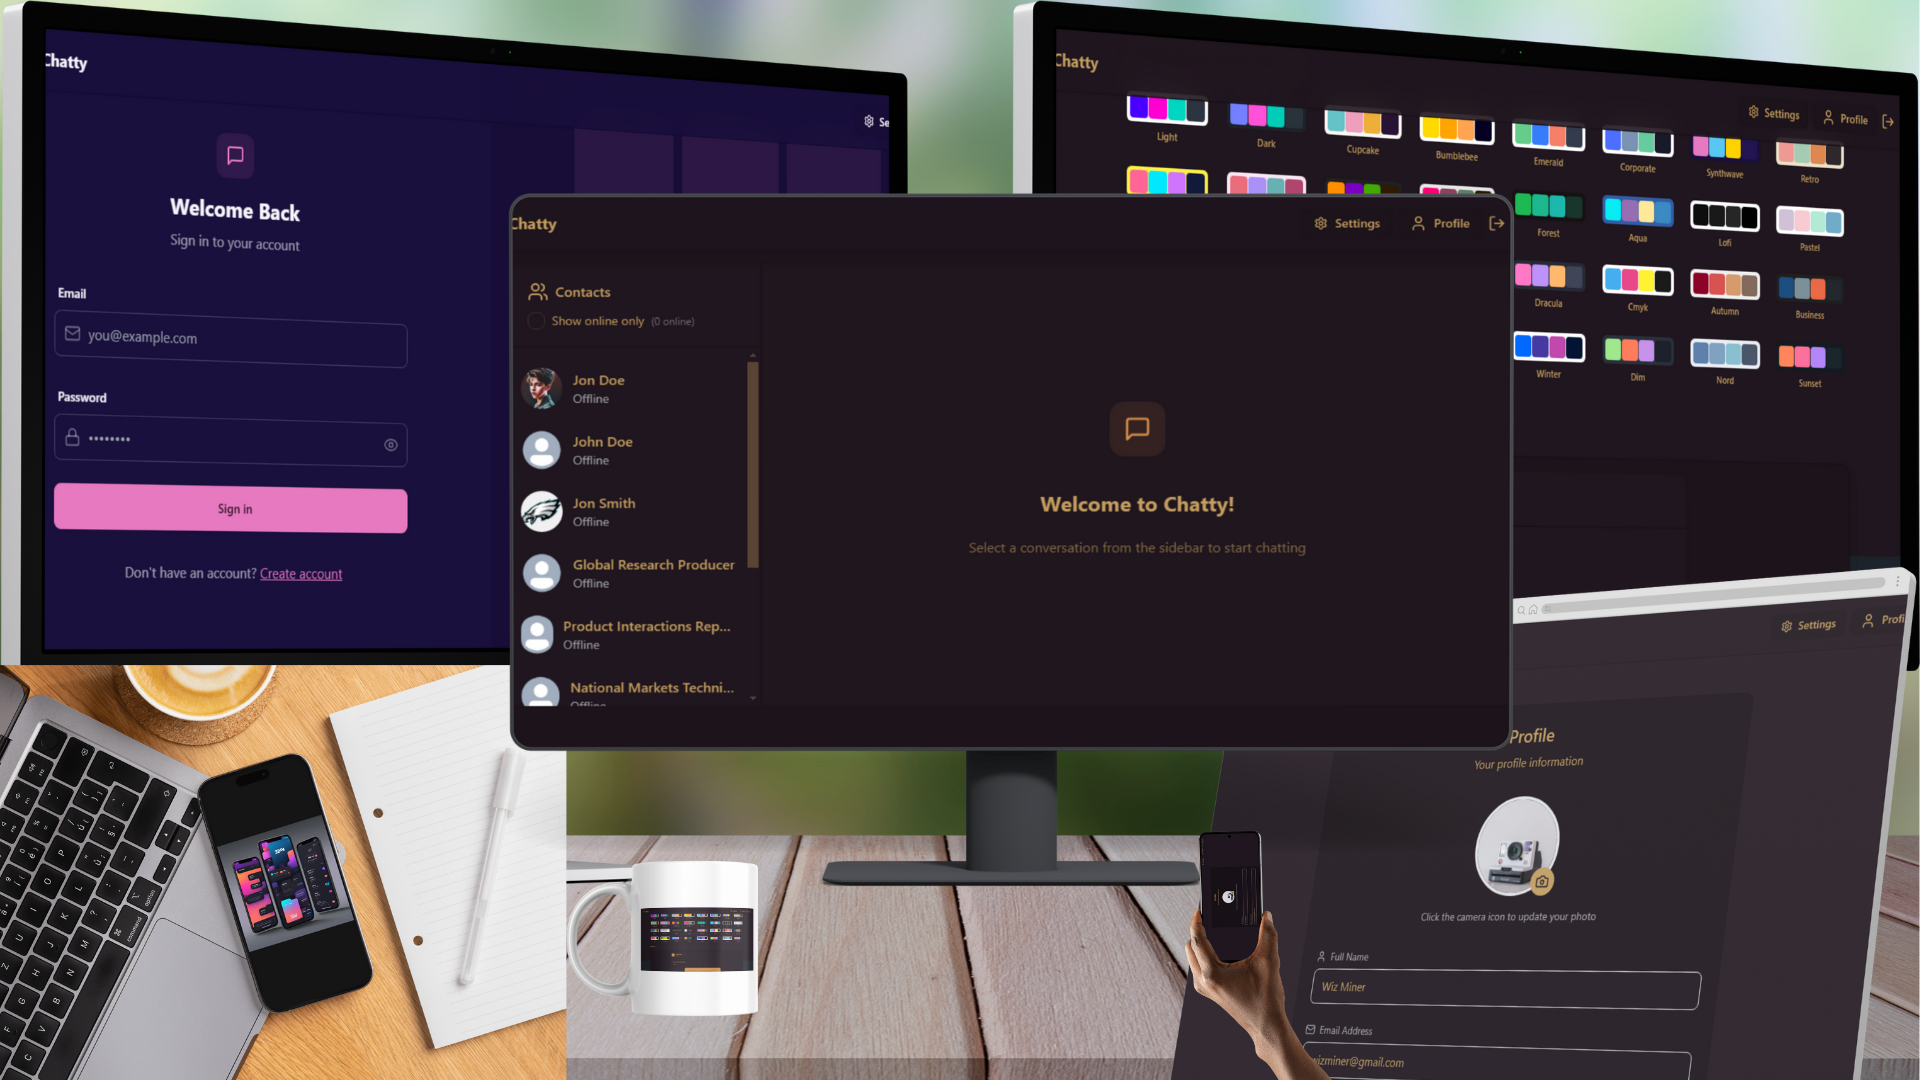 Chatty
Se
Welcome Back
Sign in to your account
Email
you@example.com
Password
Sign in
Don't have an account? Create account
Chatty
Settings
Profile
Light
Dark
Cupcake
Bumblebee
Emerald
Corporate
Synthwave
Retro
Forest
Aqua
Lofi
Pastel
Dracula
Cmyk
Autumn
Business
Winter
Dim
Nord
Sunset
Chatty
Settings
Profile
Contacts
Show online only (0 online)
Jon Doe
Offline
John Doe
Offline
Jon Smith
Offline
Global Research Producer
Offline
Product Interactions Rep...
Offline
National Markets Techni...
Offline
Welcome to Chatty!
Select a conversation from the sidebar to start chatting
Settings
Profi
Profile
Your profile information
Click the camera icon to update your photo
Full Name
Wiz Miner
Email Address
wizminer@gmail.com
option
command